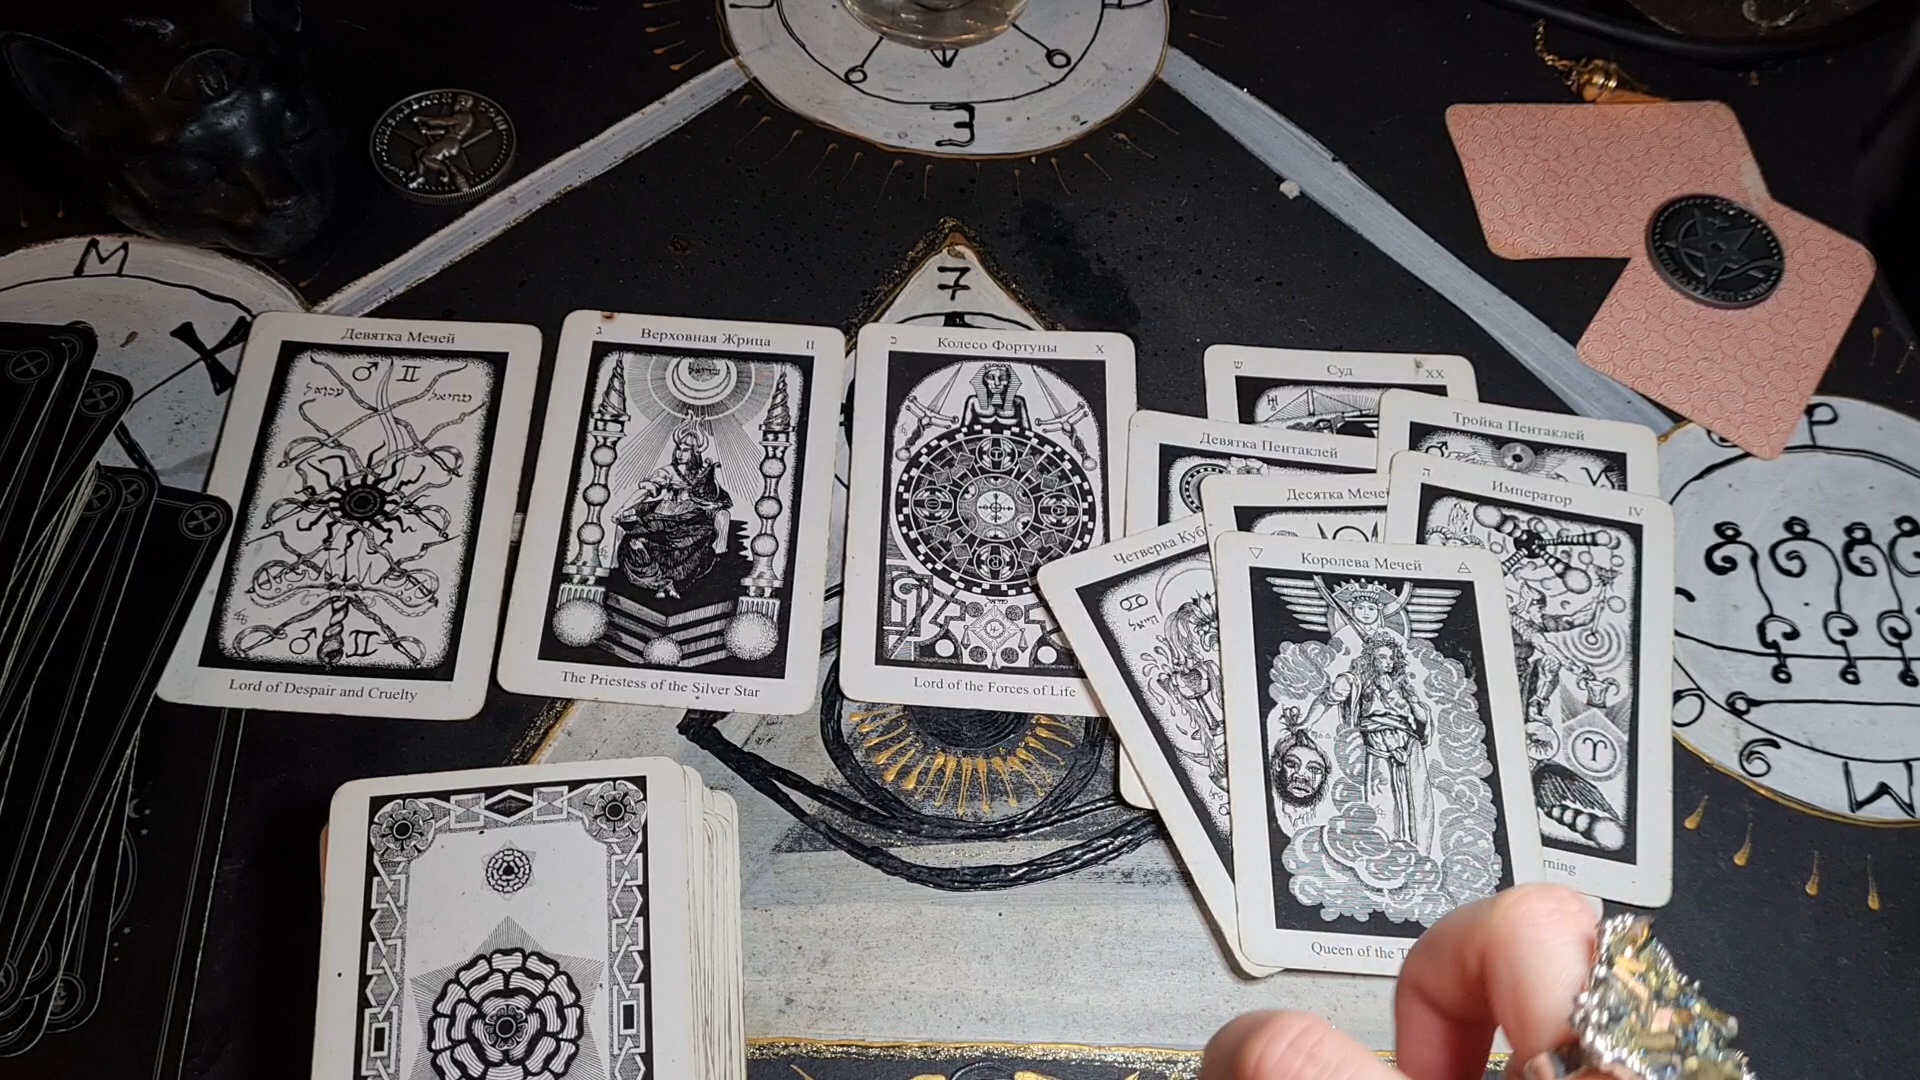 E
7
M
Девятка Мечей
♂ ♊
Lord of Despair and Cruelty
ג Верховная Жрица II
The Priestess of the Silver Star
כ Колесо Фортуны X
Lord of the Forces of Life
ש Суд XX
Тройка Пентаклей
Девятка Пентаклей
Десятка Мечей
ה Император IV
♈
Четверка
♋
Королева Мечей
Queen of the
P